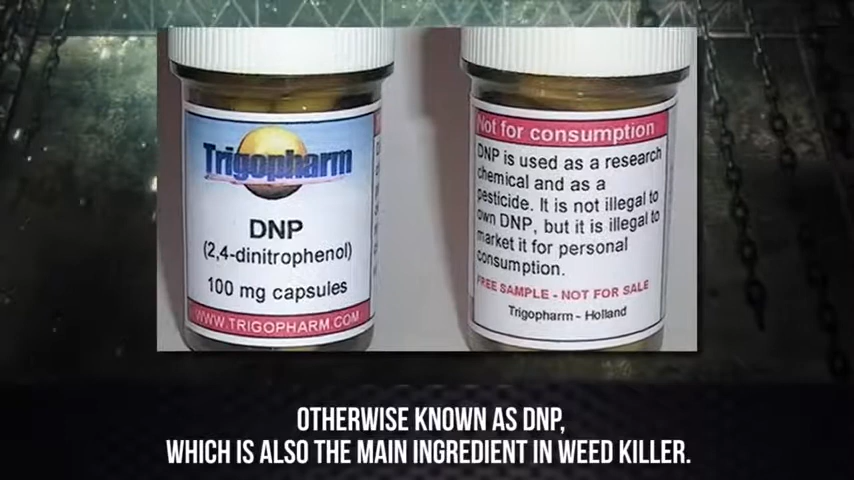 Trigopharm
DNP
(2,4-dinitrophenol)
100 mg capsules
WWW.TRIGOPHARM.COM
Not for consumption
DNP is used as a research
chemical and as a
pesticide. It is not illegal to
own DNP, but it is illegal to
market it for personal
consumption.
FREE SAMPLE - NOT FOR SALE
Trigopharm - Holland
OTHERWISE KNOWN AS DNP,
WHICH IS ALSO THE MAIN INGREDIENT IN WEED KILLER.